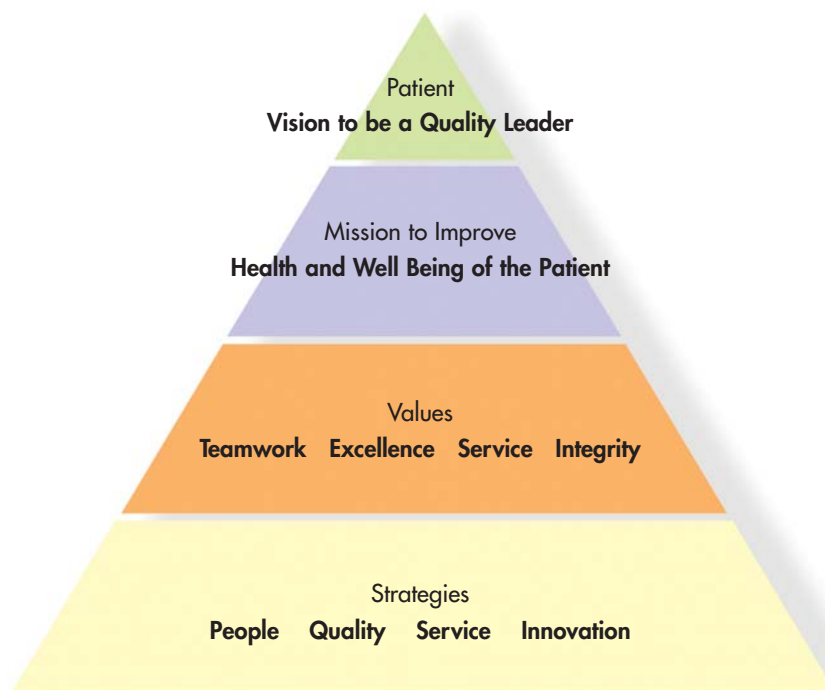 Patient
Vision to be a Quality Leader
Mission to Improve
Health and Well Being of the Patient
Values
Teamwork Excellence Service Integrity
Strategies
People Quality Service Innovation